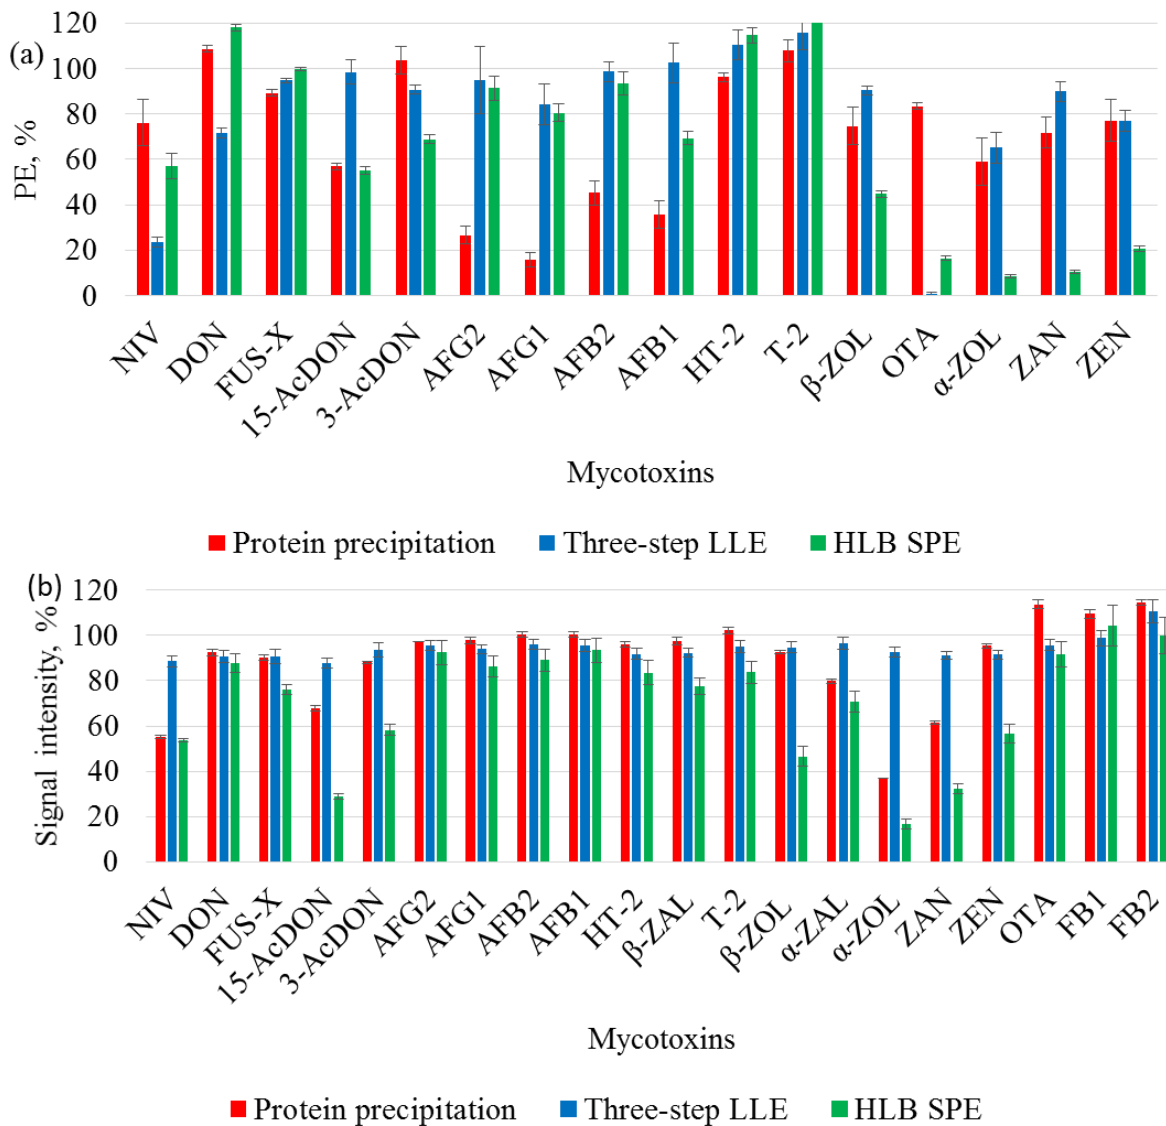 (a)
PE, %
120
100
80
60
40
20
0
NIV
DON
FUS-X
15-AcDON
3-AcDON
AFG2
AFG1
AFB2
AFB1
HT-2
T-2
β-ZOL
OTA
α-ZOL
ZAN
ZEN
Mycotoxins
Protein precipitation Three-step LLE HLB SPE
(b)
Signal intensity, %
120
100
80
60
40
20
0
NIV
DON
FUS-X
15-AcDON
3-AcDON
AFG2
AFG1
AFB2
AFB1
HT-2
β-ZAL
T-2
β-ZOL
α-ZAL
α-ZOL
ZAN
ZEN
OTA
FB1
FB2
Mycotoxins
Protein precipitation Three-step LLE HLB SPE